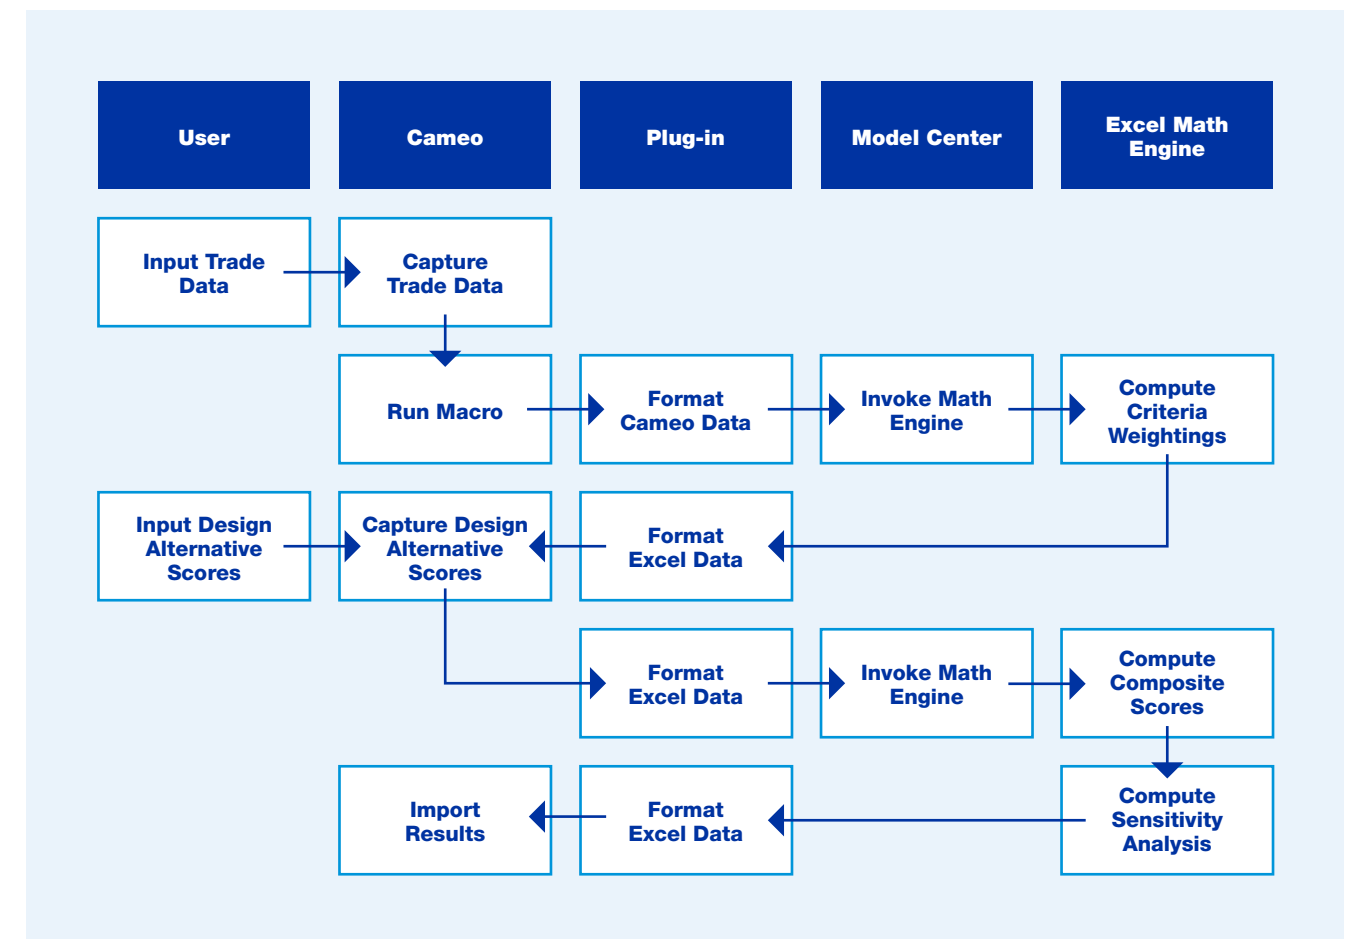 User
Cameo
Plug-in
Model Center
Excel Math
Engine
Input Trade
Data
Capture
Trade Data
Run Macro
Format
Cameo Data
Invoke Math
Engine
Compute
Criteria
Weightings
Input Design
Alternative
Scores
Capture Design
Alternative
Scores
Format
Excel Data
Format
Excel Data
Invoke Math
Engine
Compute
Composite
Scores
Import
Results
Format
Excel Data
Compute
Sensitivity
Analysis